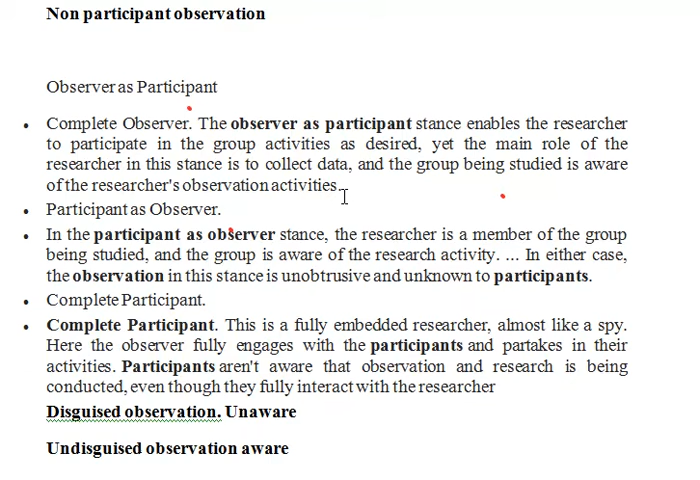 Non participant observation
Observer as Participant
• Complete Observer. The observer as participant stance enables the researcher
to participate in the group activities as desired, yet the main role of the
researcher in this stance is to collect data, and the group being studied is aware
of the researcher's observation activities.
• Participant as Observer.
• In the participant as observer stance, the researcher is a member of the group
being studied, and the group is aware of the research activity. ... In either case,
the observation in this stance is unobtrusive and unknown to participants.
• Complete Participant.
• Complete Participant. This is a fully embedded researcher, almost like a spy.
Here the observer fully engages with the participants and partakes in their
activities. Participants aren't aware that observation and research is being
conducted, even though they fully interact with the researcher
Disguised observation. Unaware
Undisguised observation aware